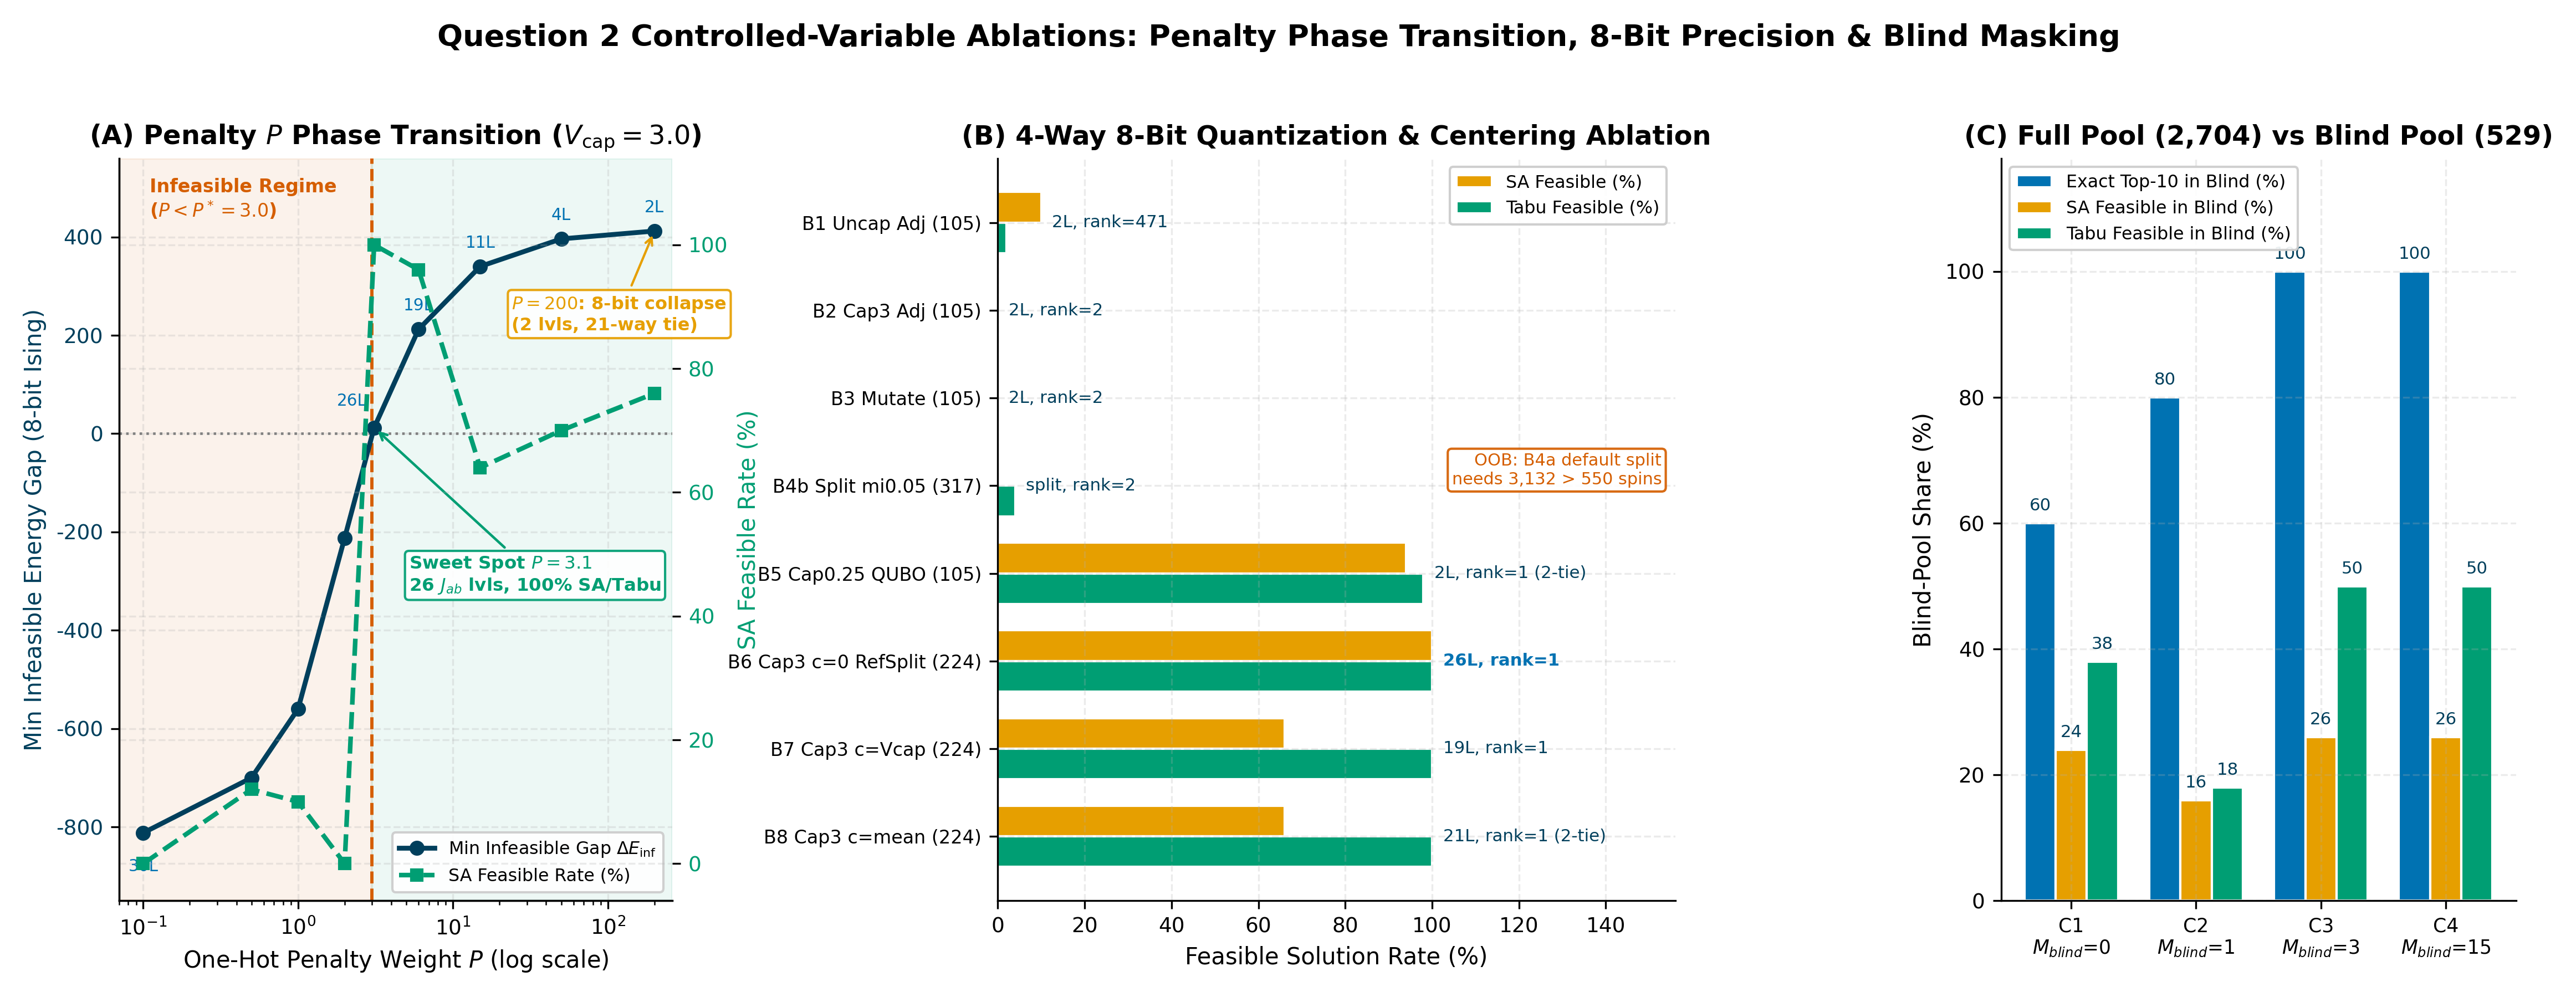 Question 2 Controlled-Variable Ablations: Penalty Phase Transition, 8-Bit Precision & Blind Masking
(A) Penalty P Phase Transition (V_cap = 3.0)
Infeasible Regime
(P < P* = 3.0)
26L
19L
11L
4L
2L
P = 200: 8-bit collapse
(2 lvls, 21-way tie)
Sweet Spot P = 3.1
26 J_ab lvls, 100% SA/Tabu
Min Infeasible Gap ΔE_inf
SA Feasible Rate (%)
Min Infeasible Energy Gap (8-bit Ising)
400
200
0
-200
-400
-600
-800
SA Feasible Rate (%)
100
80
60
40
20
0
10⁻¹
10⁰
10¹
10²
One-Hot Penalty Weight P (log scale)
(B) 4-Way 8-Bit Quantization & Centering Ablation
SA Feasible (%)
Tabu Feasible (%)
B1 Uncap Adj (105)
2L, rank=471
B2 Cap3 Adj (105)
2L, rank=2
B3 Mutate (105)
2L, rank=2
B4b Split mi0.05 (317)
split, rank=2
OOB: B4a default split
needs 3,132 > 550 spins
B5 Cap0.25 QUBO (105)
2L, rank=1 (2-tie)
B6 Cap3 c=0 RefSplit (224)
26L, rank=1
B7 Cap3 c=Vcap (224)
19L, rank=1
B8 Cap3 c=mean (224)
21L, rank=1 (2-tie)
0
20
40
60
80
100
120
140
Feasible Solution Rate (%)
(C) Full Pool (2,704) vs Blind Pool (529)
Exact Top-10 in Blind (%)
SA Feasible in Blind (%)
Tabu Feasible in Blind (%)
Blind-Pool Share (%)
100
80
60
40
20
0
60
24
38
80
16
18
100
26
50
100
26
50
C1
M_blind=0
C2
M_blind=1
C3
M_blind=3
C4
M_blind=15